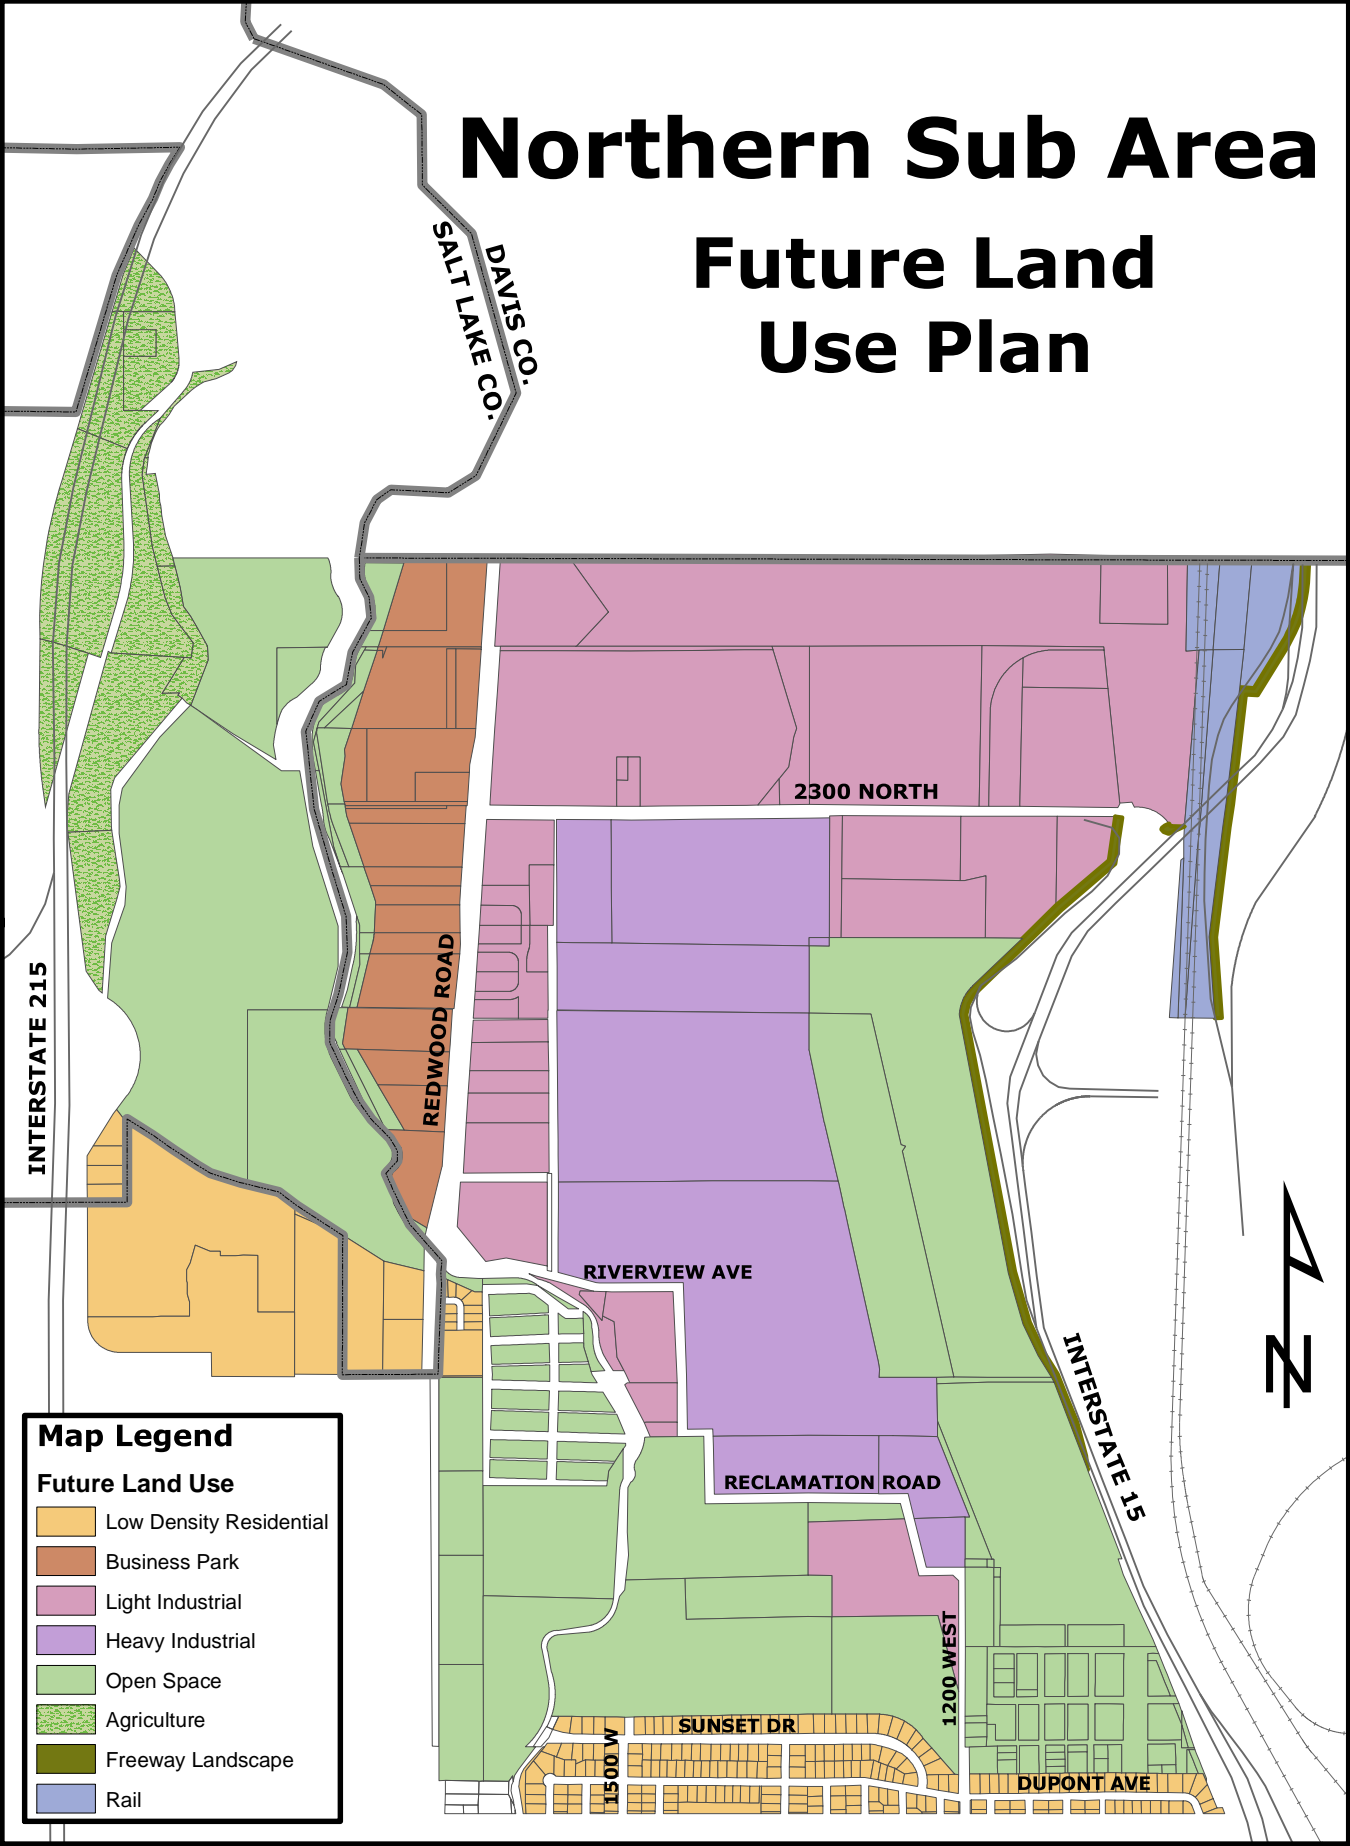 Northern Sub Area
Future Land
Use Plan
DAVIS CO.
SALT LAKE CO.
2300 NORTH
REDWOOD ROAD
INTERSTATE 215
RIVERVIEW AVE
INTERSTATE 15
N
RECLAMATION ROAD
1200 WEST
SUNSET DR
1500 W
DUPONT AVE
Map Legend
Future Land Use
Low Density Residential
Business Park
Light Industrial
Heavy Industrial
Open Space
Agriculture
Freeway Landscape
Rail